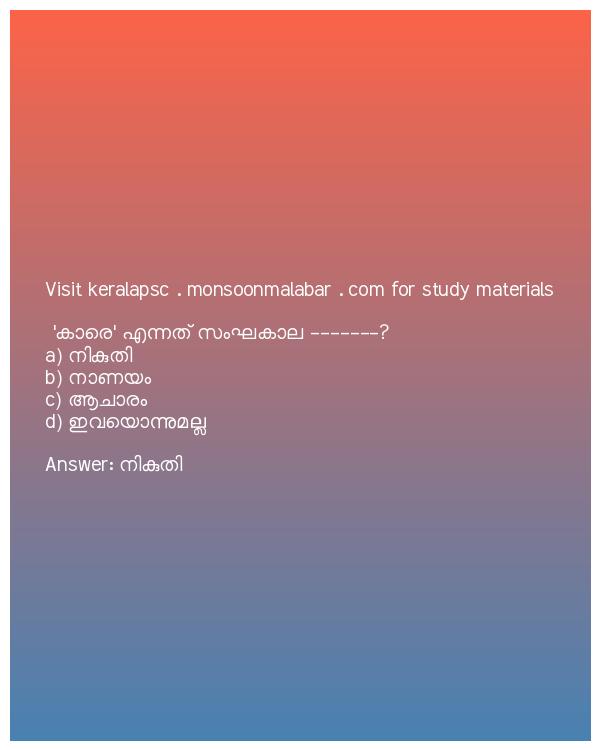 Visit keralapsc . monsoonmalabar . com for study materials
'കാരെ' എന്നത് സംഘകാല -------?
a) നികുതി
b) നാണയം
c) ആചാരം
d) ഇവയൊന്നുമല്ല
Answer: നികുതി